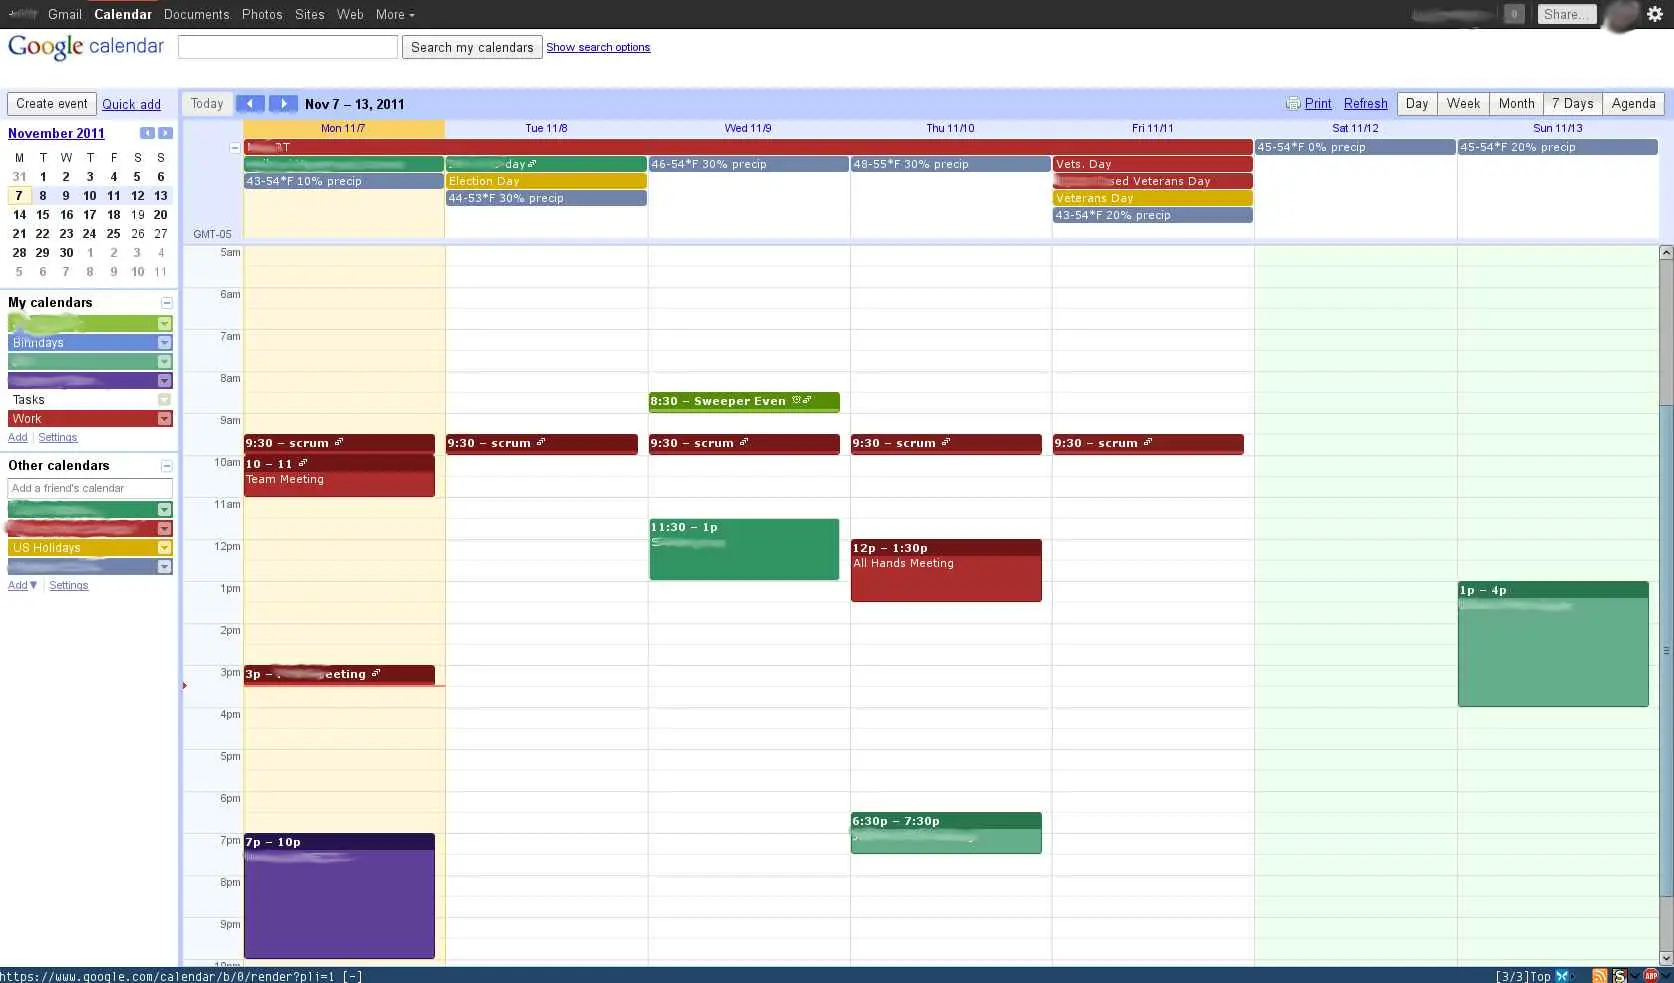 Gmail Calendar Documents Photos Sites Web More
0 Share...
Google calendar Search my calendars Show search options
Create event Quick add
Today Nov 7 – 13, 2011 Print Refresh Day Week Month 7 Days Agenda
November 2011
M T W T F S S
31 1 2 3 4 5 6
7 8 9 10 11 12 13
14 15 16 17 18 19 20
21 22 23 24 25 26 27
28 29 30 1 2 3 4
5 6 7 8 9 10 11
My calendars
Birthdays
Tasks
Work
Add Settings
Other calendars
Add a friend's calendar
US Holidays
Add▼ Settings
Mon 11/7 Tue 11/8 Wed 11/9 Thu 11/10 Fri 11/11 Sat 11/12 Sun 11/13
45-54*F 0% precip 45-54*F 20% precip
46-54*F 30% precip 48-55*F 30% precip Vets. Day
43-54*F 10% precip Election Day Veterans Day
44-53*F 30% precip Veterans Day
43-54*F 20% precip
GMT-05
5am
6am
7am
8am
8:30 – Sweeper Even
9am
9:30 – scrum 9:30 – scrum 9:30 – scrum 9:30 – scrum 9:30 – scrum
10am 10 – 11
Team Meeting
11am
11:30 – 1p
12pm 12p – 1:30p
All Hands Meeting
1pm 1p – 4p
2pm
3pm 3p –
4pm
5pm
6pm
6:30p – 7:30p
7pm 7p – 10p
8pm
9pm
https://www.google.com/calendar/b/0/render?pli=1 [-] [3/3]Top
S ABP